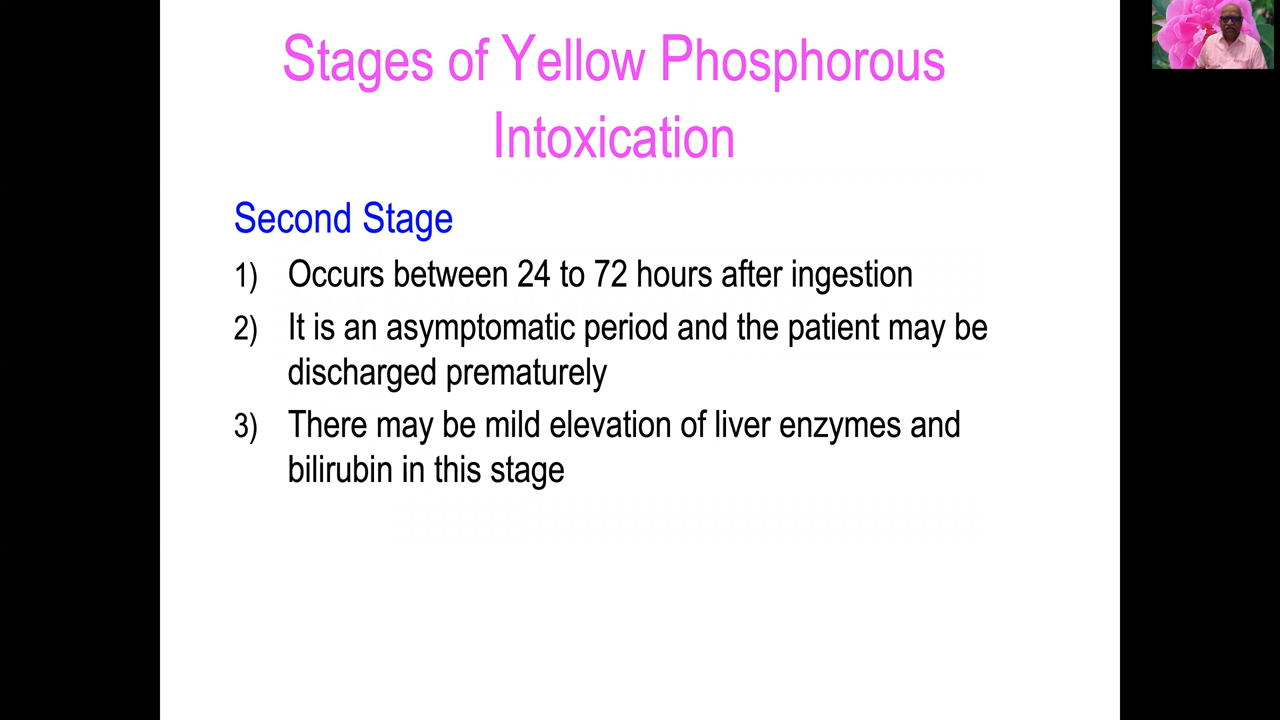 Stages of Yellow Phosphorous
Intoxication
Second Stage
1) Occurs between 24 to 72 hours after ingestion
2) It is an asymptomatic period and the patient may be
discharged prematurely
3) There may be mild elevation of liver enzymes and
bilirubin in this stage